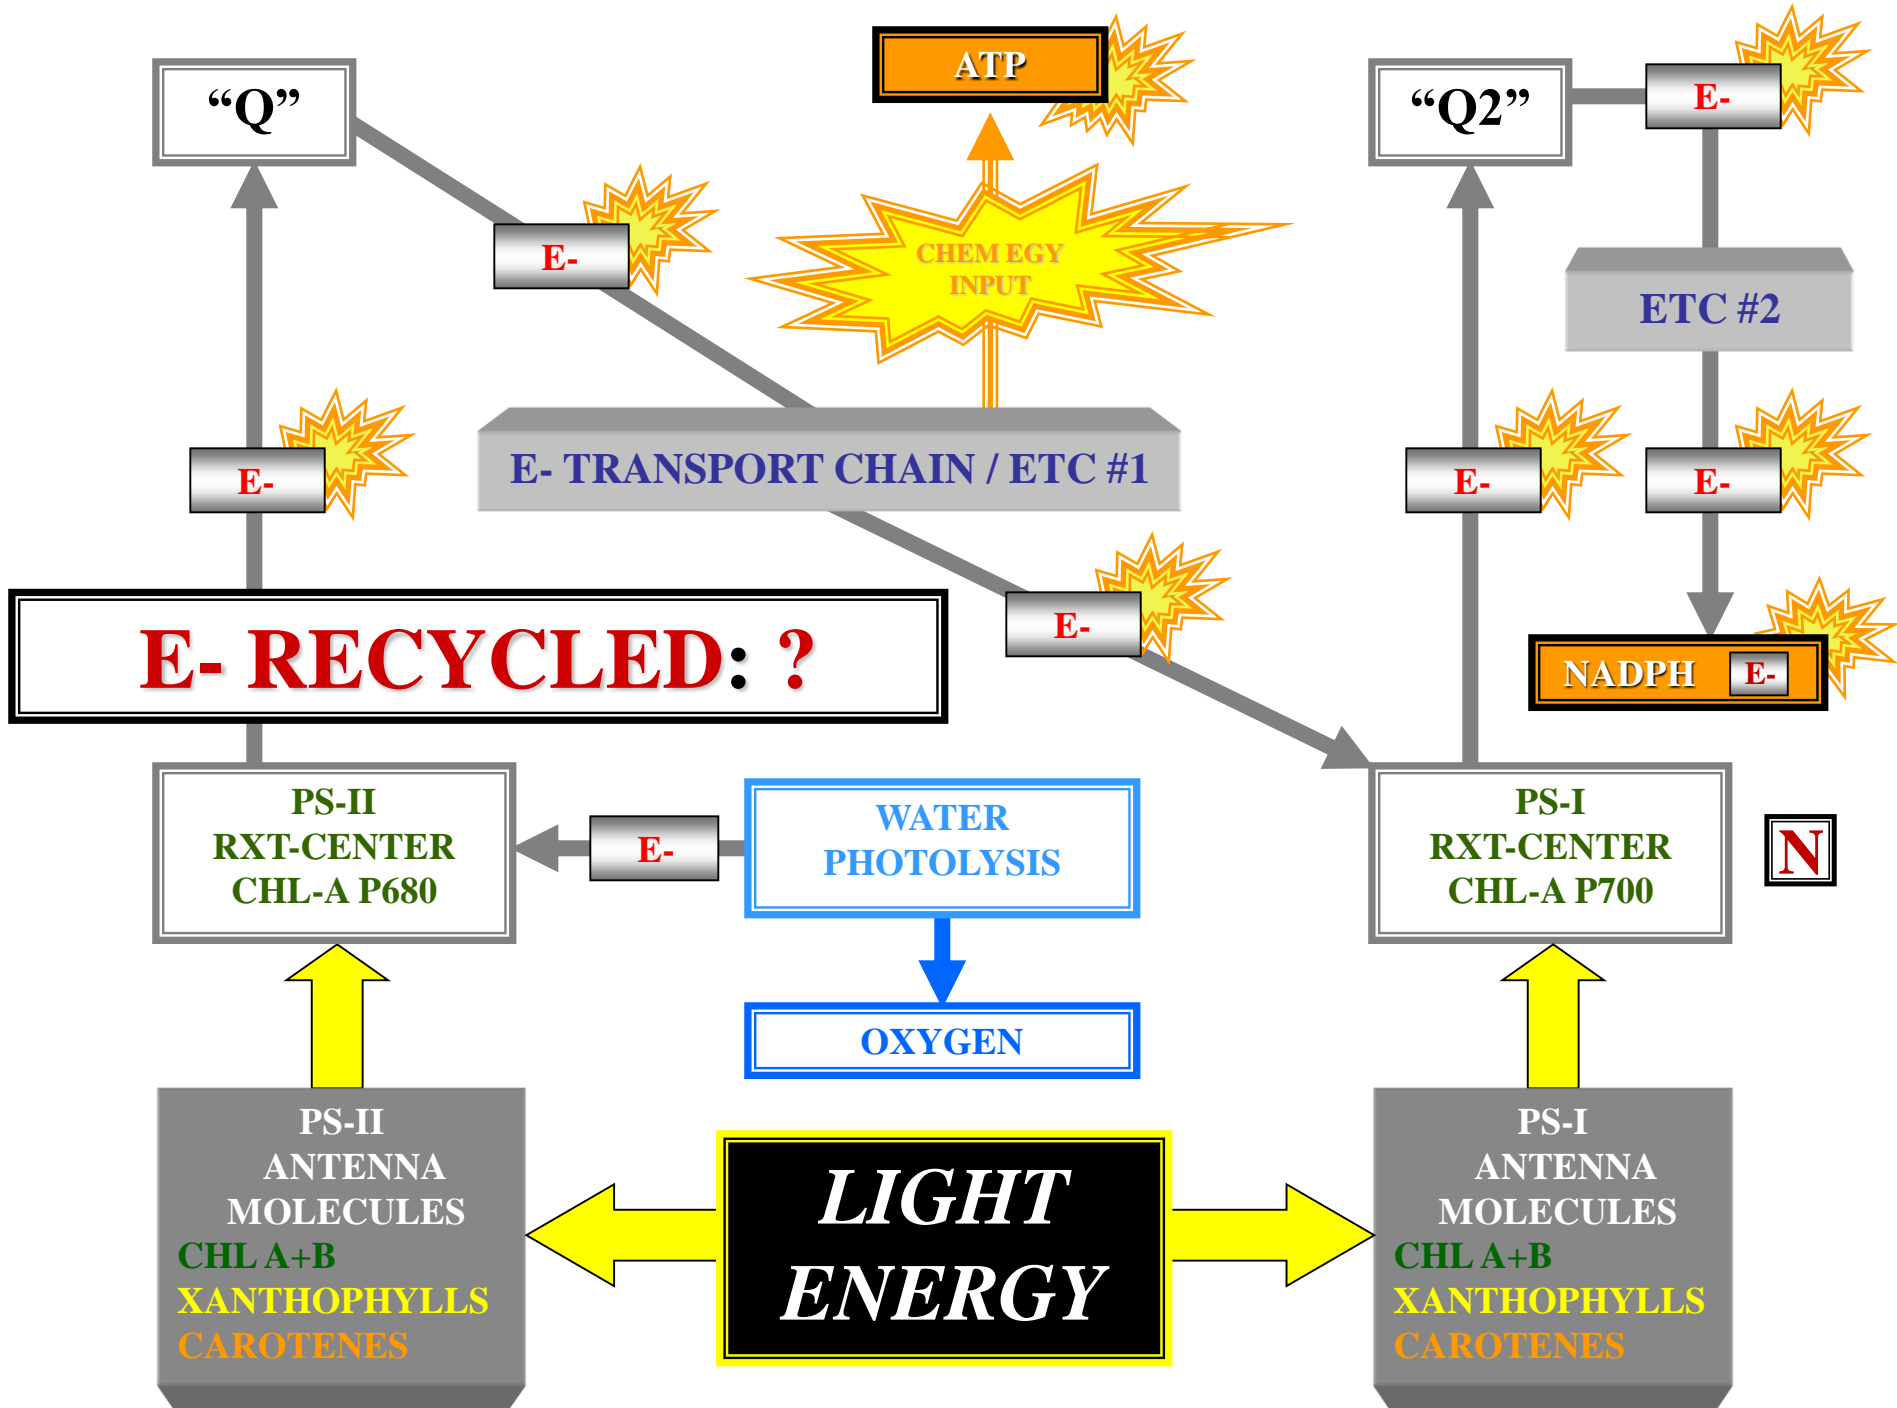 ATP
“Q”
“Q2”
E-
E-
CHEM EGY
INPUT
ETC #2
E- TRANSPORT CHAIN / ETC #1
E-
E-
E-
E-
E- RECYCLED: ?
NADPH E-
PS-II
RXT-CENTER
CHL-A P680
E-
WATER
PHOTOLYSIS
PS-I
RXT-CENTER
CHL-A P700
N
OXYGEN
PS-II
ANTENNA
MOLECULES
CHL A+B
XANTHOPHYLLS
CAROTENES
LIGHT
ENERGY
PS-I
ANTENNA
MOLECULES
CHL A+B
XANTHOPHYLLS
CAROTENES